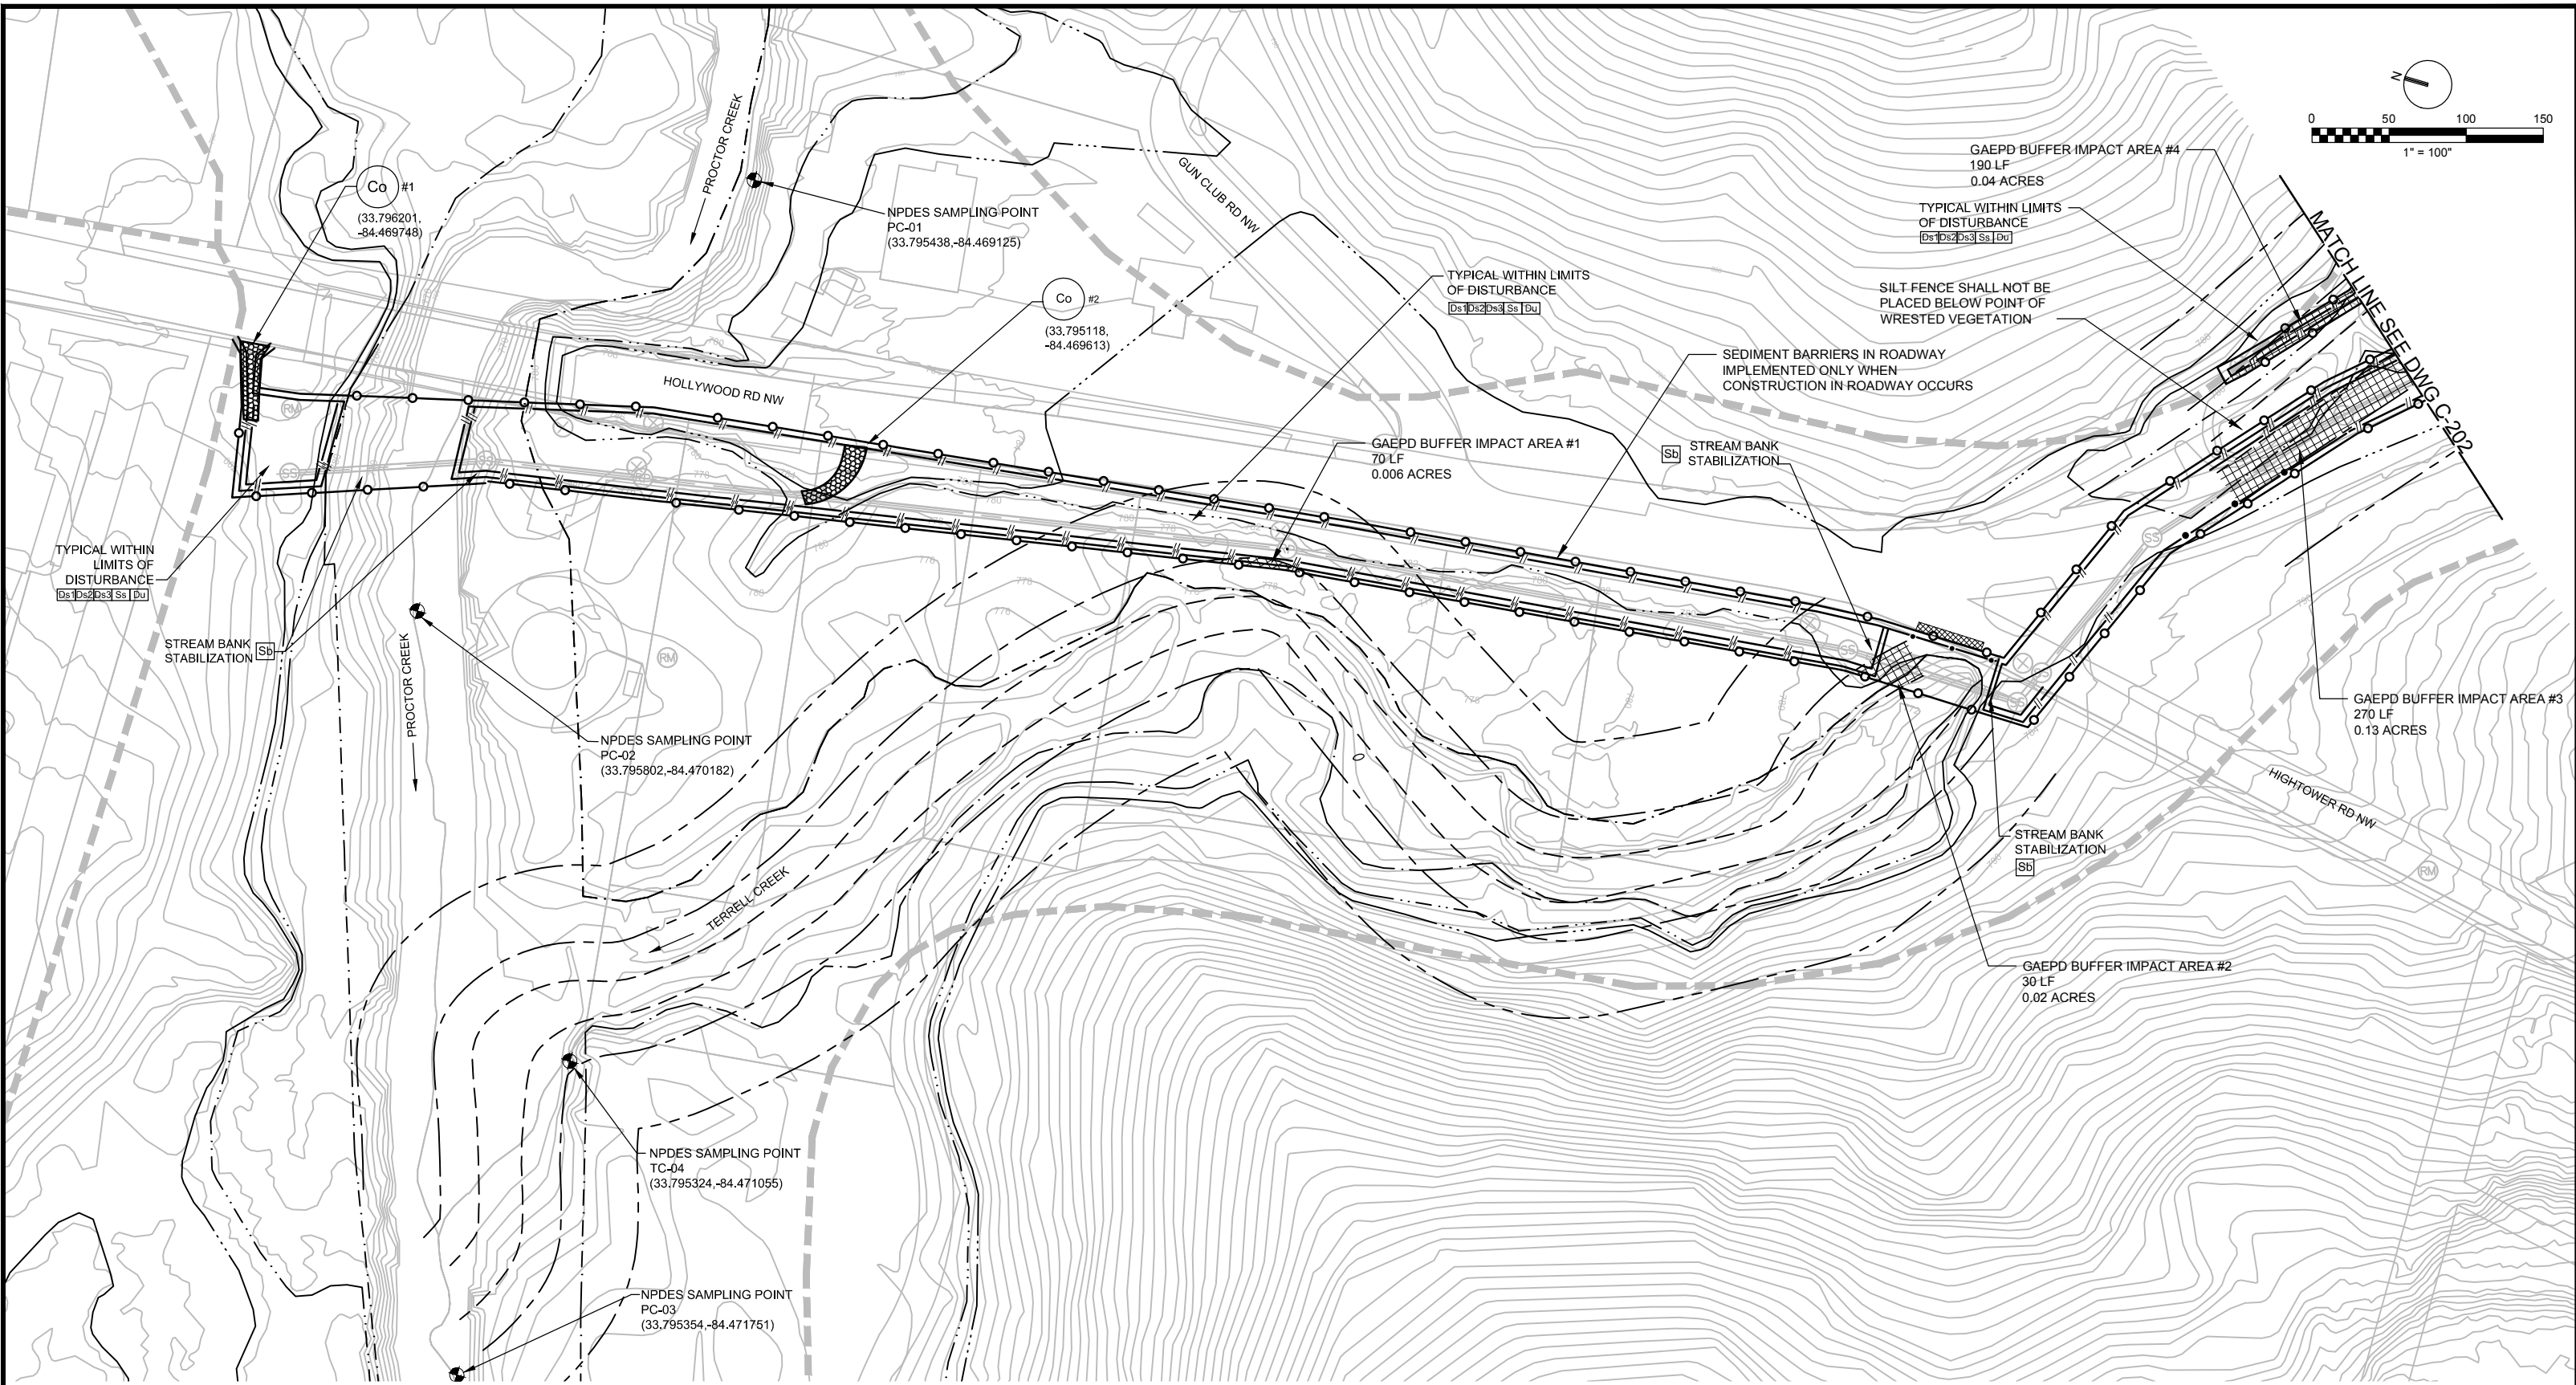 N
0 50 100 150
1" = 100"
GAEPD BUFFER IMPACT AREA #4
190 LF
0.04 ACRES
TYPICAL WITHIN LIMITS
OF DISTURBANCE
Ds1 Ds2 Ds3 Ss Du
SILT FENCE SHALL NOT BE
PLACED BELOW POINT OF
WRESTED VEGETATION
MATCH LINE SEE DWG C-202
PROCTOR CREEK
Co #1
(33.796201,
-84.469748)
NPDES SAMPLING POINT
PC-01
(33.795438,-84.469125)
GUN CLUB RD NW
Co #2
(33.795118,
-84.469613)
TYPICAL WITHIN LIMITS
OF DISTURBANCE
Ds1 Ds2 Ds3 Ss Du
SEDIMENT BARRIERS IN ROADWAY
IMPLEMENTED ONLY WHEN
CONSTRUCTION IN ROADWAY OCCURS
HOLLYWOOD RD NW
RM
GAEPD BUFFER IMPACT AREA #1
70 LF
0.006 ACRES
Sb STREAM BANK
STABILIZATION
SS
SS
SS
TYPICAL WITHIN
LIMITS OF
DISTURBANCE
Ds1 Ds2 Ds3 Ss Du
STREAM BANK
STABILIZATION Sb
PROCTOR CREEK
RM
SS
NPDES SAMPLING POINT
PC-02
(33.795802,-84.470182)
GAEPD BUFFER IMPACT AREA #3
270 LF
0.13 ACRES
HIGHTOWER RD NW
STREAM BANK
STABILIZATION
Sb
RM
TERRELL CREEK
GAEPD BUFFER IMPACT AREA #2
30 LF
0.02 ACRES
NPDES SAMPLING POINT
TC-04
(33.795324,-84.471055)
NPDES SAMPLING POINT
PC-03
(33.795354,-84.471751)